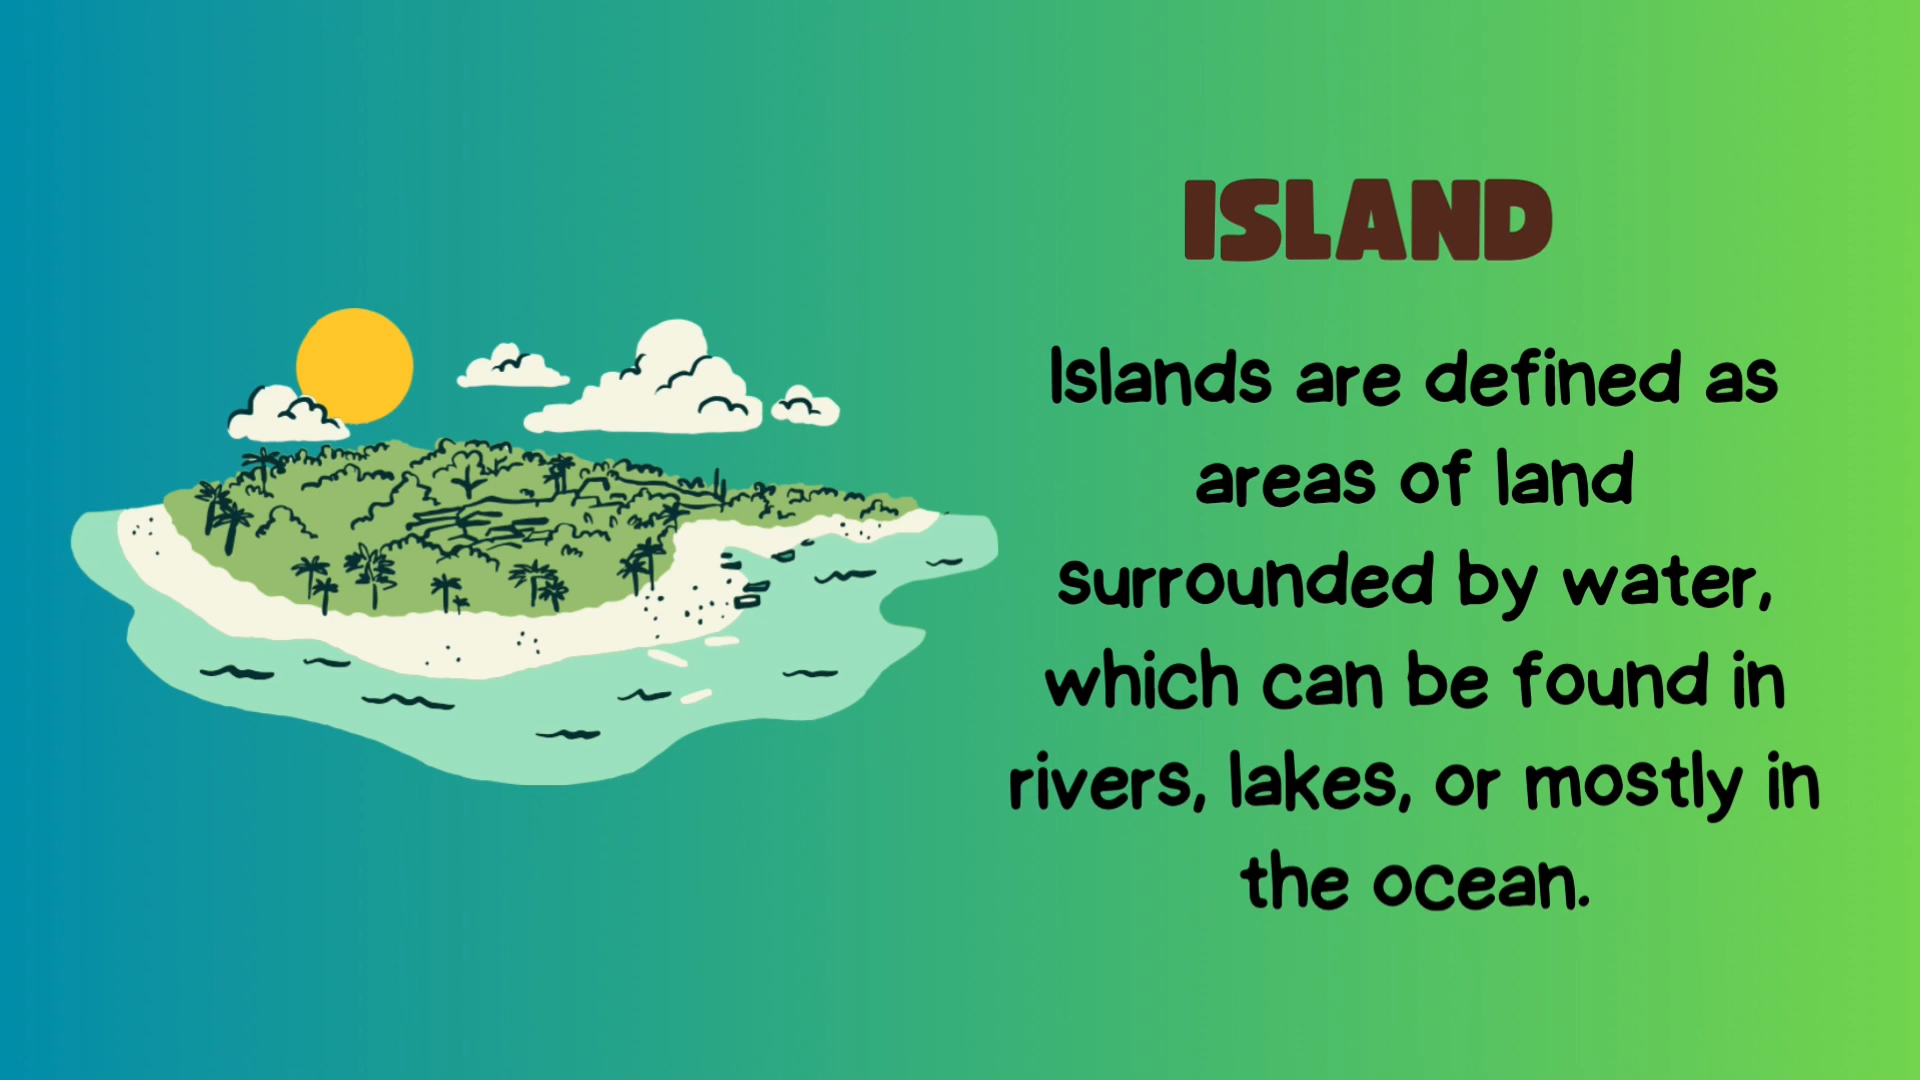 ISLAND
Islands are defined as
areas of land
surrounded by water,
which can be found in
rivers, lakes, or mostly in
the ocean.